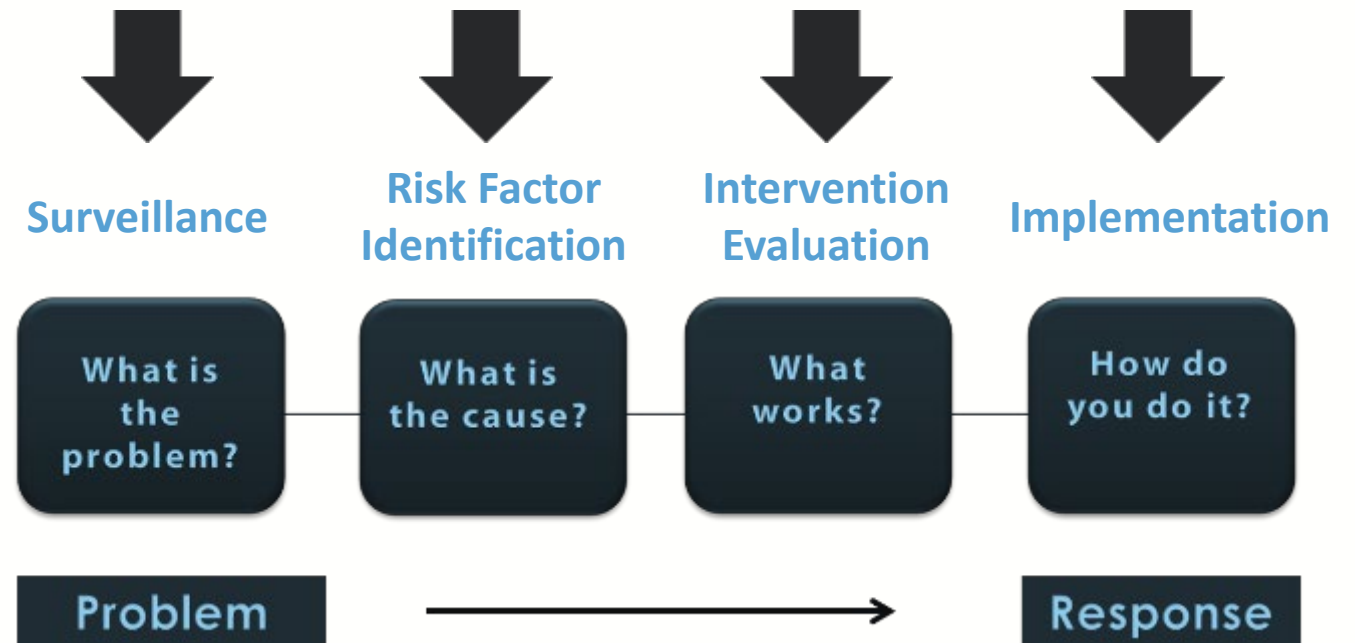 Surveillance
Risk Factor
Identification
Intervention
Evaluation
Implementation
What is
the
problem?
What is
the cause?
What
works?
How do
you do it?
Problem
Response